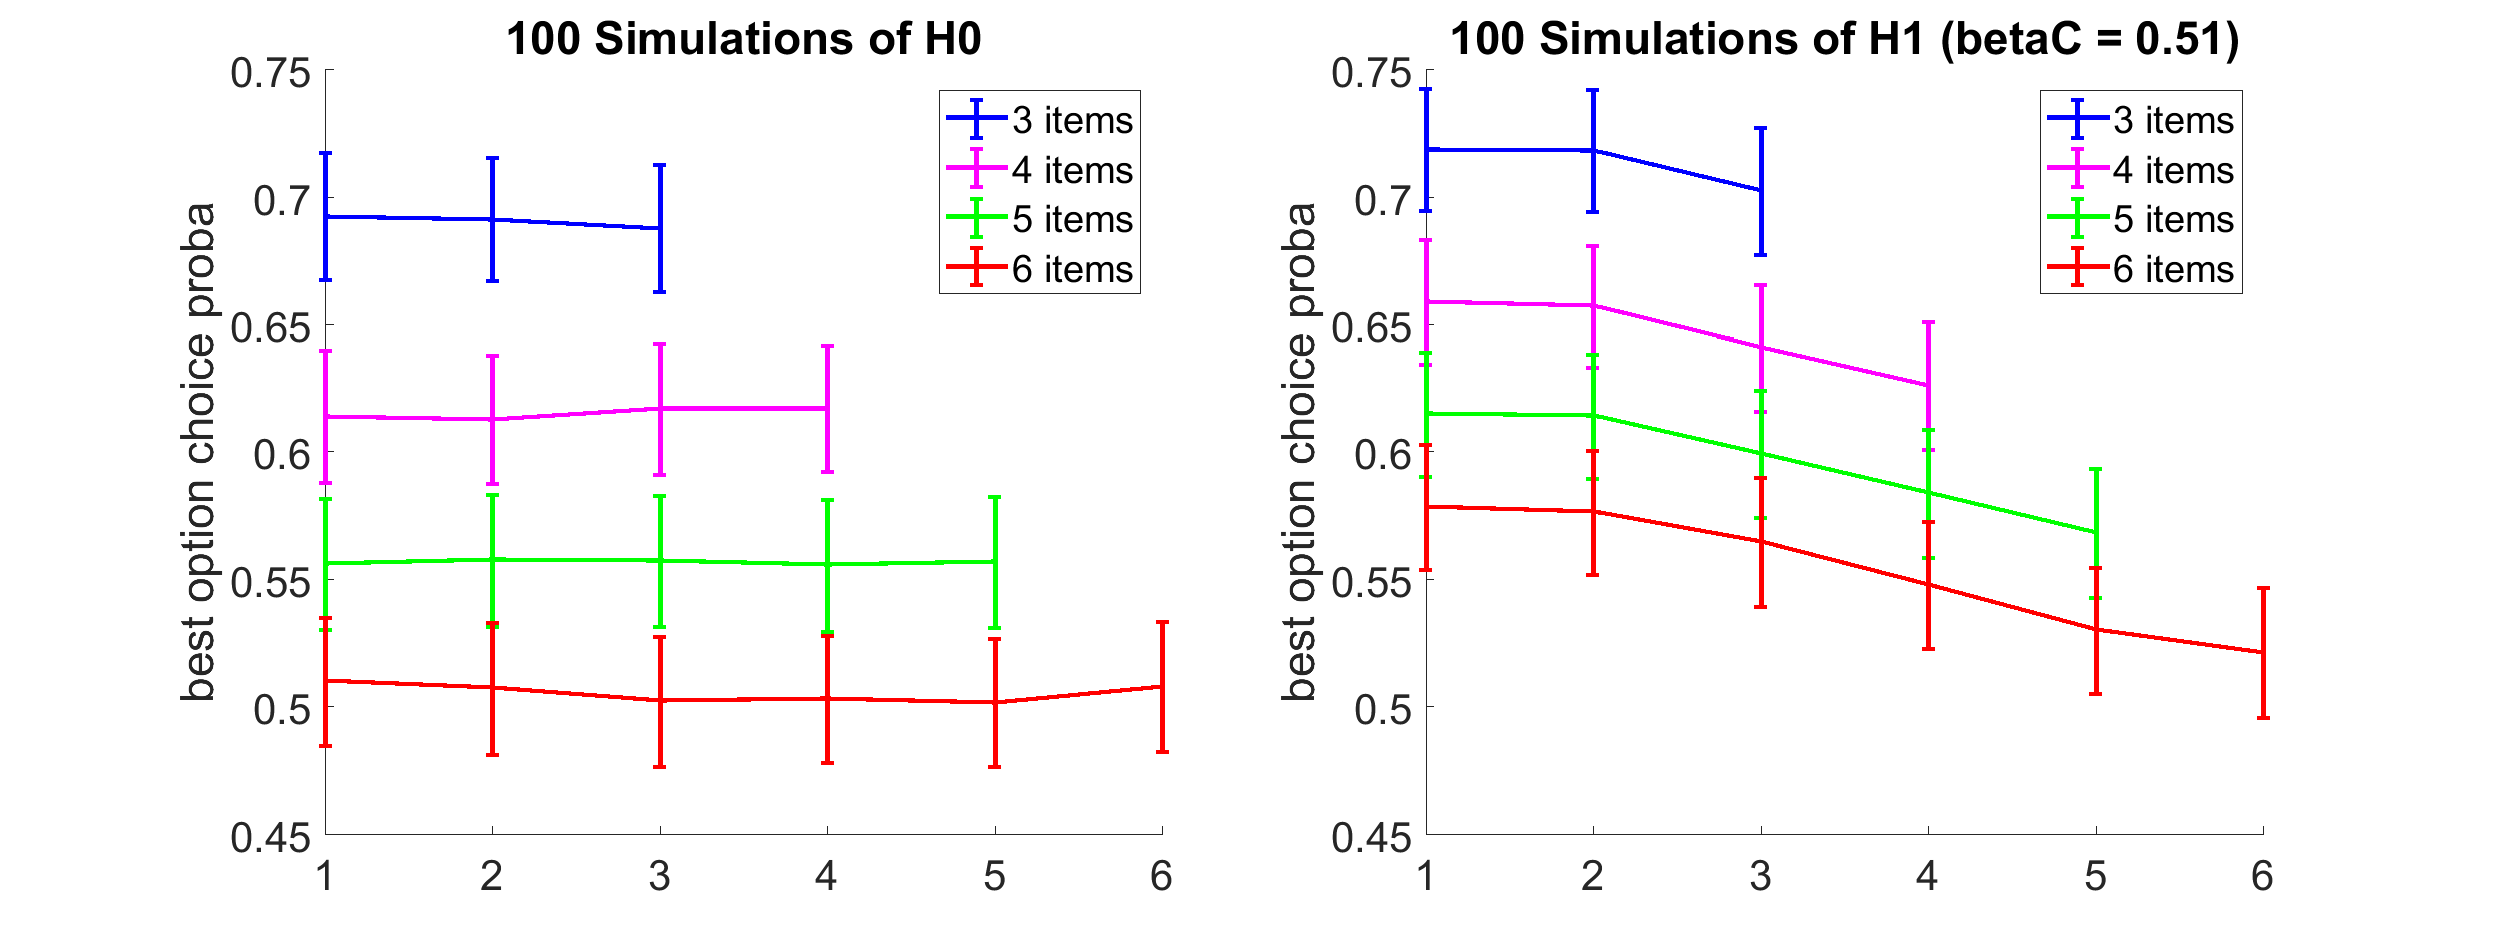 100 Simulations of H0
best option choice proba
0.75
0.7
0.65
0.6
0.55
0.5
0.45
1 2 3 4 5 6
3 items
4 items
5 items
6 items
100 Simulations of H1 (betaC = 0.51)
best option choice proba
0.75
0.7
0.65
0.6
0.55
0.5
0.45
1 2 3 4 5 6
3 items
4 items
5 items
6 items